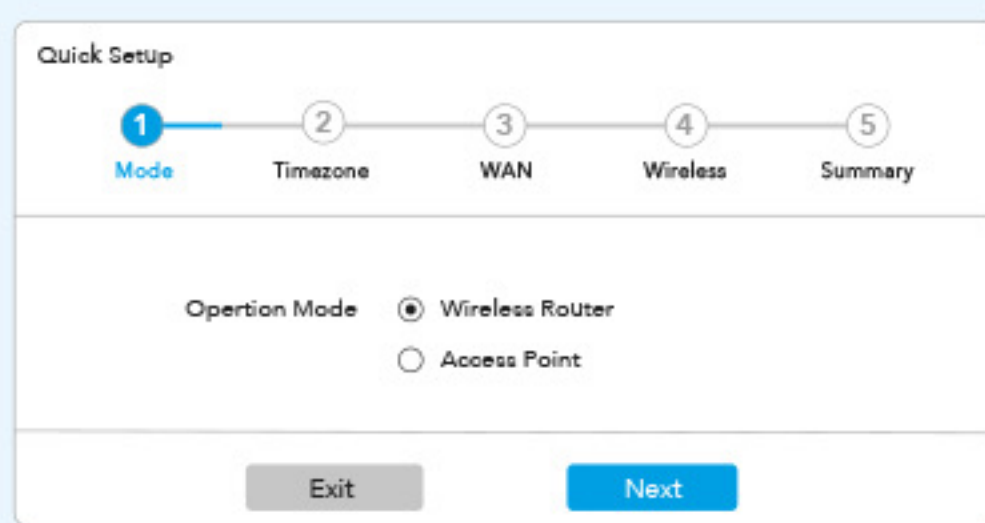 Quick Setup
1 2 3 4 5
Mode Timezone WAN Wireless Summary
Opertion Mode Wireless Router
Access Point
Exit Next